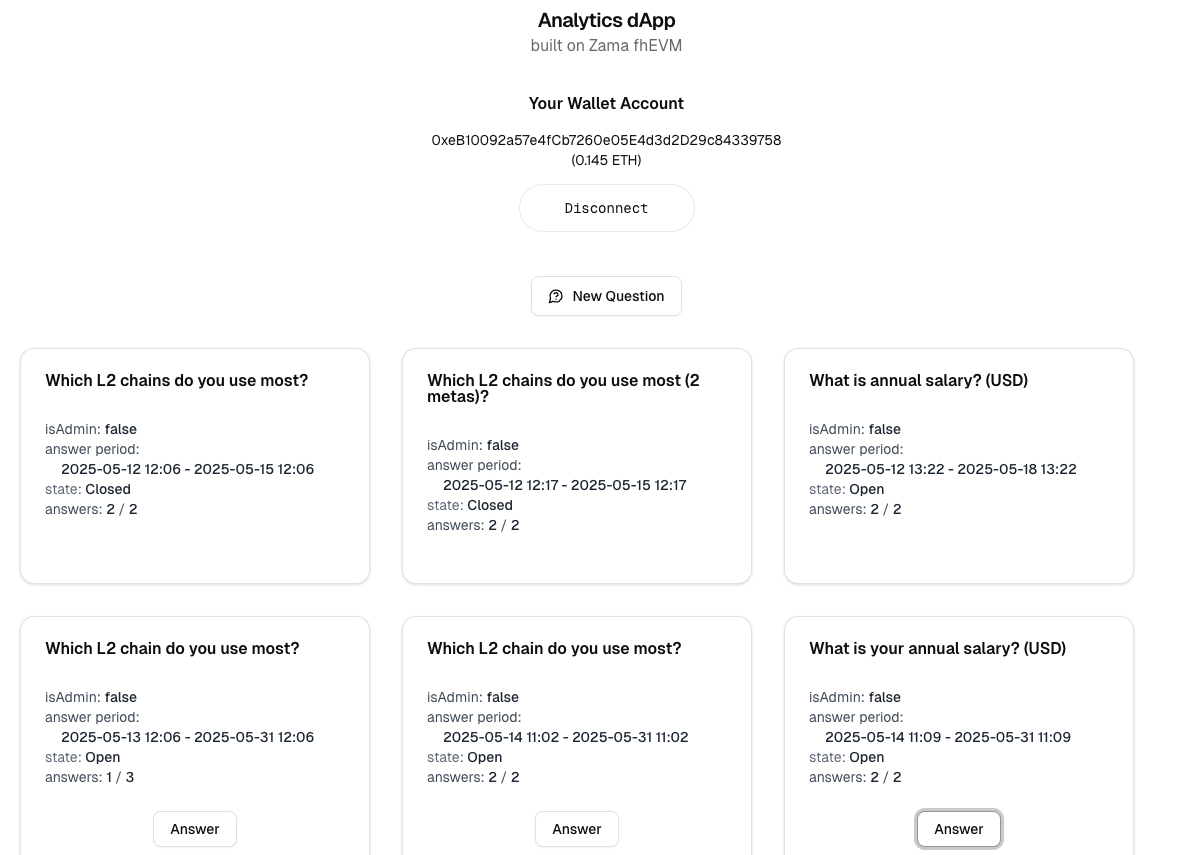 Analytics dApp
built on Zama fhEVM
Your Wallet Account
0xeB10092a57e4fCb7260e05E4d3d2D29c84339758
(0.145 ETH)
Disconnect
New Question
Which L2 chains do you use most?
isAdmin: false
answer period:
2025-05-12 12:06 - 2025-05-15 12:06
state: Closed
answers: 2 / 2
Which L2 chains do you use most (2
metas)?
isAdmin: false
answer period:
2025-05-12 12:17 - 2025-05-15 12:17
state: Closed
answers: 2 / 2
What is annual salary? (USD)
isAdmin: false
answer period:
2025-05-12 13:22 - 2025-05-18 13:22
state: Open
answers: 2 / 2
Which L2 chain do you use most?
isAdmin: false
answer period:
2025-05-13 12:06 - 2025-05-31 12:06
state: Open
answers: 1 / 3
Answer
Which L2 chain do you use most?
isAdmin: false
answer period:
2025-05-14 11:02 - 2025-05-31 11:02
state: Open
answers: 2 / 2
Answer
What is your annual salary? (USD)
isAdmin: false
answer period:
2025-05-14 11:09 - 2025-05-31 11:09
state: Open
answers: 2 / 2
Answer